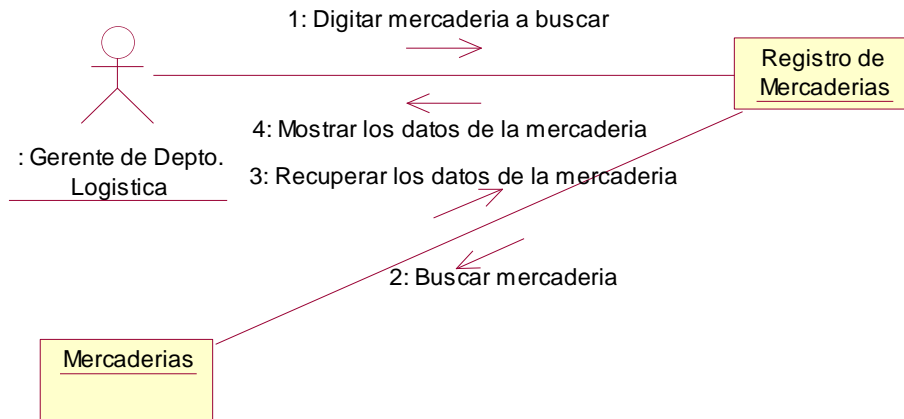 1: Digitar mercaderia a buscar
Registro de
Mercaderias
4: Mostrar los datos de la mercaderia
: Gerente de Depto.
Logistica
3: Recuperar los datos de la mercaderia
2: Buscar mercaderia
Mercaderias